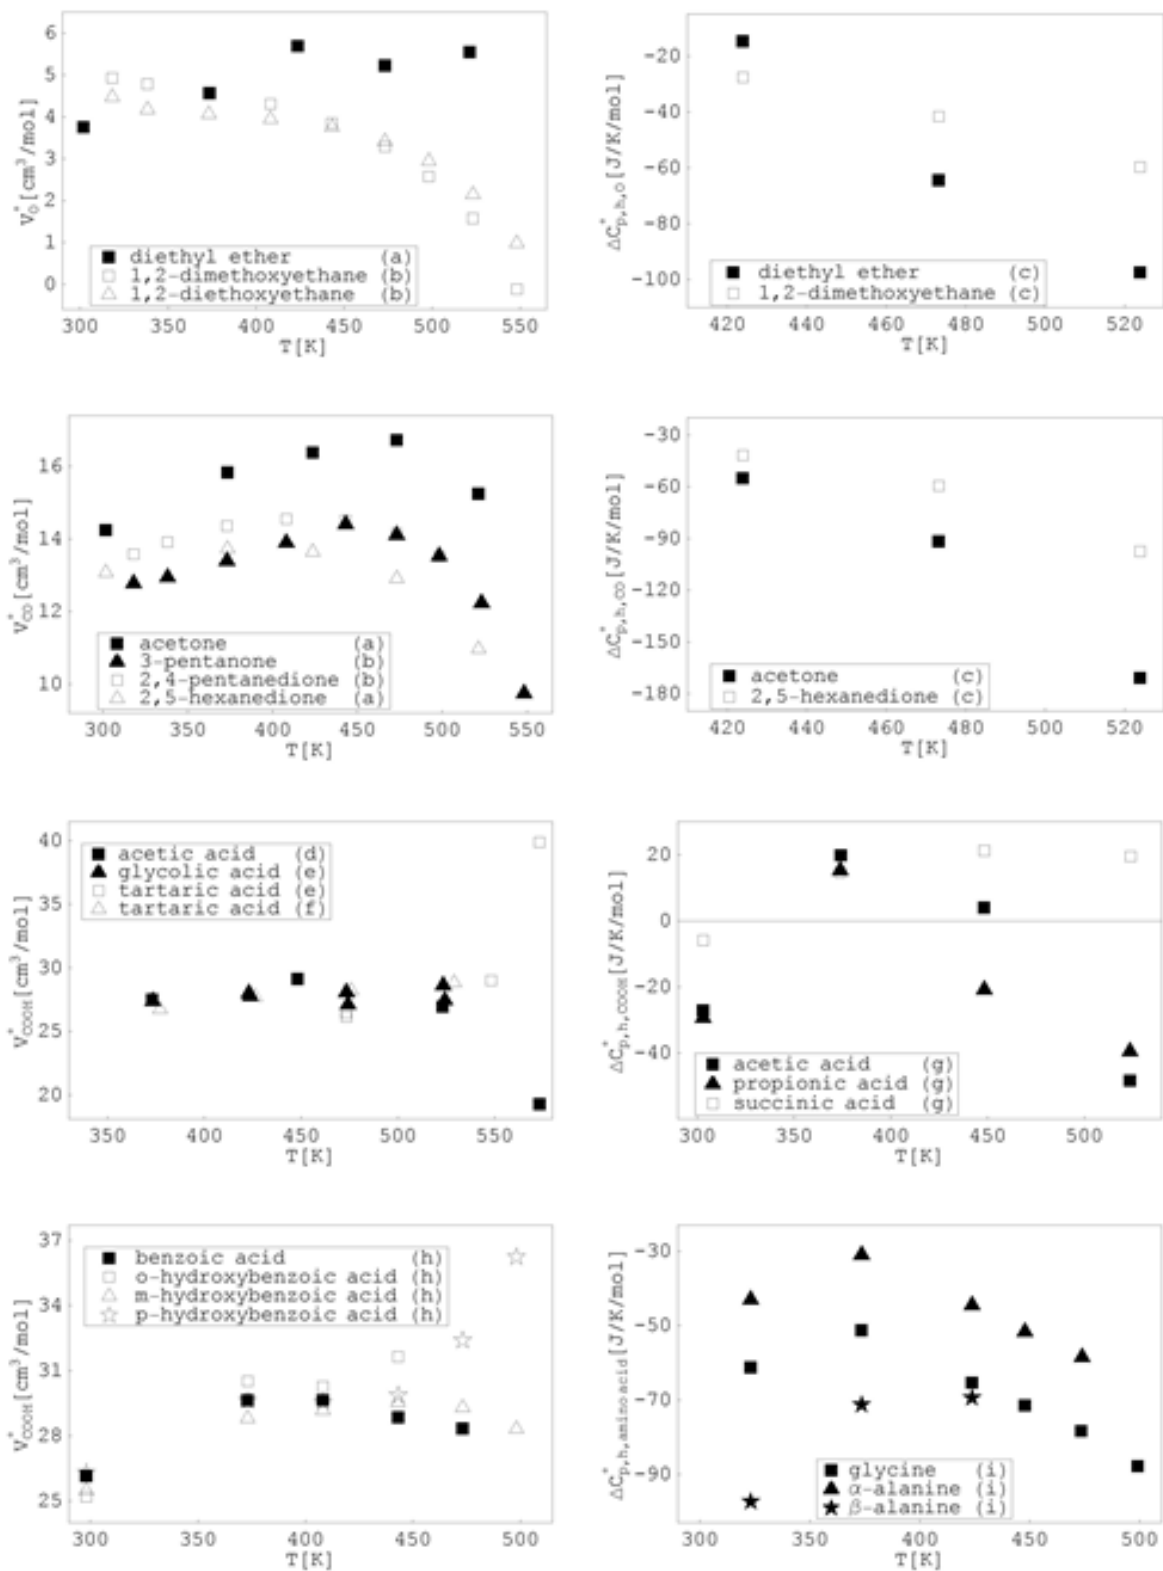 6
5
4
3
2
1
0
V°O[cm³/mol]
diethyl ether (a)
1,2-dimethoxyethane (b)
1,2-diethoxyethane (b)
300 350 400 450 500 550
T[K]
-20
-40
-60
-80
-100
ΔC°p,h,O[J/K/mol]
diethyl ether (c)
1,2-dimethoxyethane (c)
420 440 460 480 500 520
T[K]
16
14
12
10
V°CO[cm³/mol]
acetone (a)
3-pentanone (b)
2,4-pentanedione (b)
2,5-hexanedione (a)
300 350 400 450 500 550
T[K]
-30
-60
-90
-120
-150
-180
ΔC°p,h,CO[J/K/mol]
acetone (c)
2,5-hexanedione (c)
420 440 460 480 500 520
T[K]
40
35
30
25
20
V°COOH[cm³/mol]
acetic acid (d)
glycolic acid (e)
tartaric acid (e)
tartaric acid (f)
350 400 450 500 550
T[K]
20
0
-20
-40
ΔC°p,h,COOH[J/K/mol]
acetic acid (g)
propionic acid (g)
succinic acid (g)
300 350 400 450 500
T[K]
37
34
31
28
25
V°COOH[cm³/mol]
benzoic acid (h)
o-hydroxybenzoic acid (h)
m-hydroxybenzoic acid (h)
p-hydroxybenzoic acid (h)
300 350 400 450 500
T[K]
-30
-50
-70
-90
ΔC°p,h,amino acid[J/K/mol]
glycine (i)
α-alanine (i)
β-alanine (i)
300 350 400 450 500
T[K]